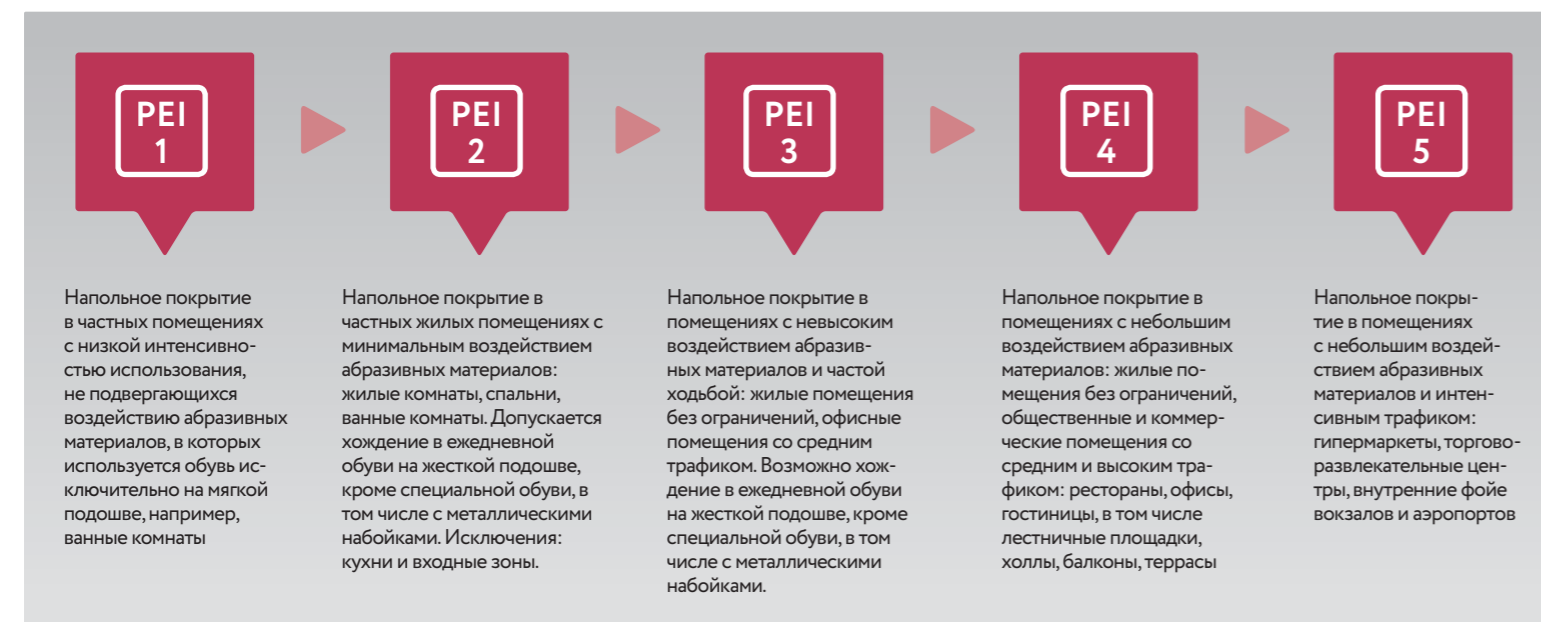 PEI
1
PEI
2
PEI
3
PEI
4
PEI
5
Напольное покрытие
в частных помещениях
с низкой интенсивно-
стью использования,
не подвергающихся
воздействию абразивных
материалов, в которых
используется обувь ис-
ключительно на мягкой
подошве, например,
ванные комнаты
Напольное покрытие в
частных жилых помещениях с
минимальным воздействием
абразивных материалов:
жилые комнаты, спальни,
ванные комнаты. Допускается
хождение в ежедневной
обуви на жесткой подошве,
кроме специальной обуви, в
том числе с металлическими
набойками. Исключения:
кухни и входные зоны.
Напольное покрытие в
помещениях с невысоким
воздействием абразив-
ных материалов и частой
ходьбой: жилые помещения
без ограничений, офисные
помещения со средним
трафиком. Возможно хож-
дение в ежедневной обуви
на жесткой подошве, кроме
специальной обуви, в том
числе с металлическими
набойками.
Напольное покрытие в
помещениях с небольшим
воздействием абразивных
материалов: жилые по-
мещения без ограничений,
общественные и коммер-
ческие помещения со
средним и высоким тра-
фиком: рестораны, офисы,
гостиницы, в том числе
лестничные площадки,
холлы, балконы, террасы
Напольное покры-
тие в помещениях
с небольшим воздей-
ствием абразивных
материалов и интен-
сивным трафиком:
гипермаркеты, торгово-
развлекательные цен-
тры, внутренние фойе
вокзалов и аэропортов